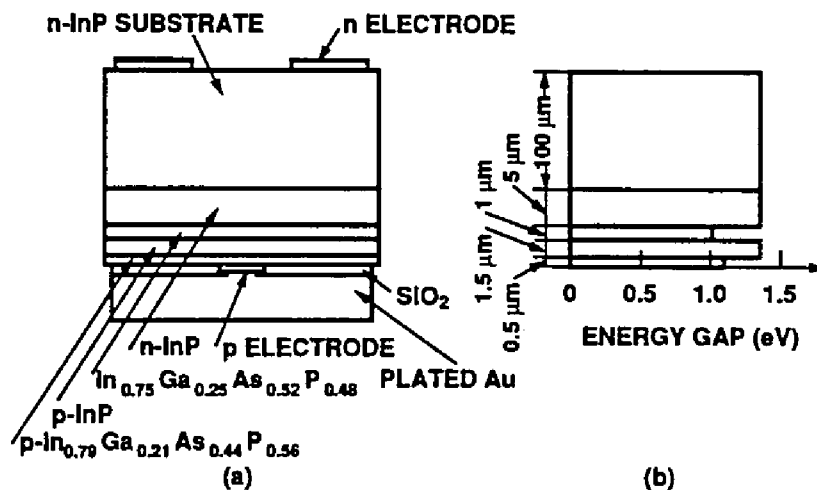 n-InP SUBSTRATE
n ELECTRODE
SiO2
n-InP
p ELECTRODE
In0.75 Ga0.25 As0.52 P0.48
PLATED Au
p-InP
p-In0.79 Ga0.21 As0.44 P0.56
(a)
100 μm
5 μm
1 μm
1.5 μm
0.5 μm
0 0.5 1.0 1.5
ENERGY GAP (eV)
(b)